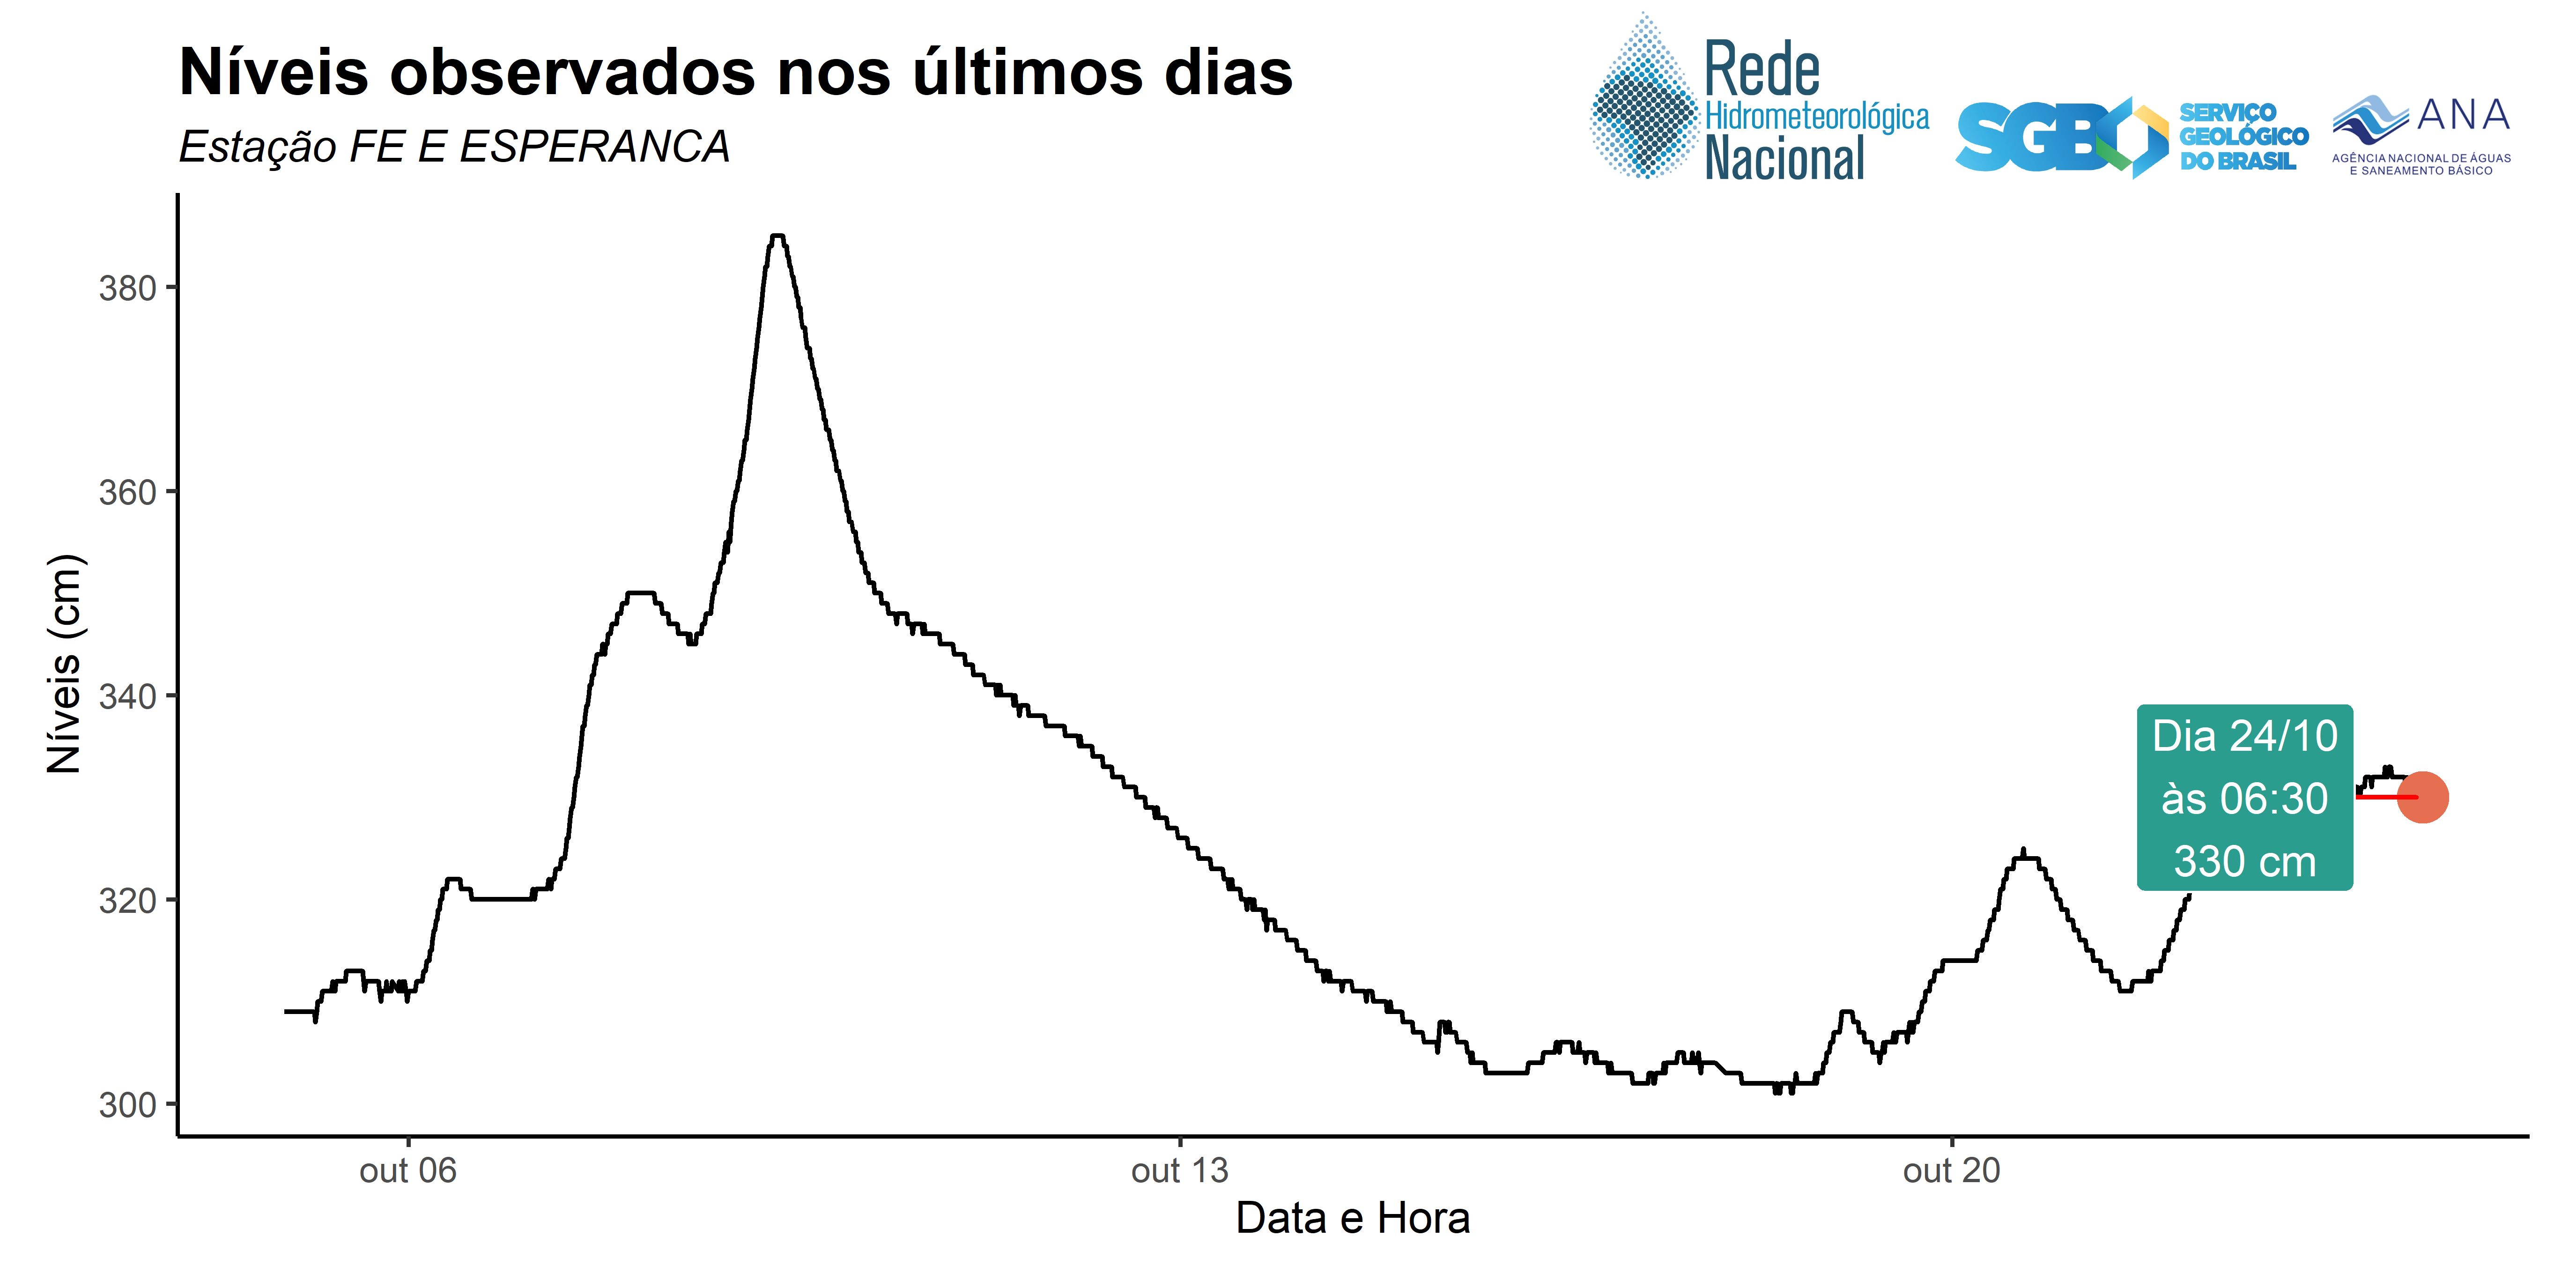 Níveis observados nos últimos dias
Estação FE E ESPERANCA
Rede
Hidrometeorológica
Nacional
SGB
SERVIÇO
GEOLÓGICO
DO BRASIL
ANA
AGÊNCIA NACIONAL DE ÁGUAS
E SANEAMENTO BÁSICO
Níveis (cm)
380
360
340
320
300
Dia 24/10
às 06:30
330 cm
out 06
out 13
out 20
Data e Hora